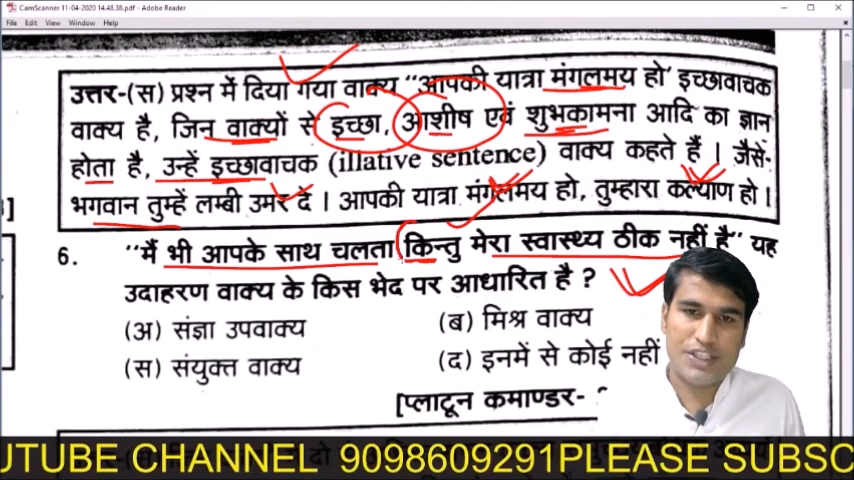 CamScanner 11-04-2020 14.48.38.pdf - Adobe Reader
File Edit View Window Help
उत्तर-(स) प्रश्न में दिया गया वाक्य "आपकी यात्रा मंगलमय हो' इच्छावाचक
वाक्य है, जिन वाक्यों से इच्छा, आशीष एवं शुभकामना आदि का ज्ञान
होता है, उन्हें इच्छावाचक (illative sentence) वाक्य कहते हैं । जैसे-
भगवान तुम्हें लम्बी उमर दे । आपकी यात्रा मंगलमय हो, तुम्हारा कल्याण हो ।
6. "मैं भी आपके साथ चलता किन्तु मेरा स्वास्थ्य ठीक नहीं है" यह
उदाहरण वाक्य के किस भेद पर आधारित है ?
(अ) संज्ञा उपवाक्य (ब) मिश्र वाक्य
(स) संयुक्त वाक्य (द) इनमें से कोई नहीं
[प्लाटून कमाण्डर-
UTUBE CHANNEL 9098609291PLEASE SUBSC